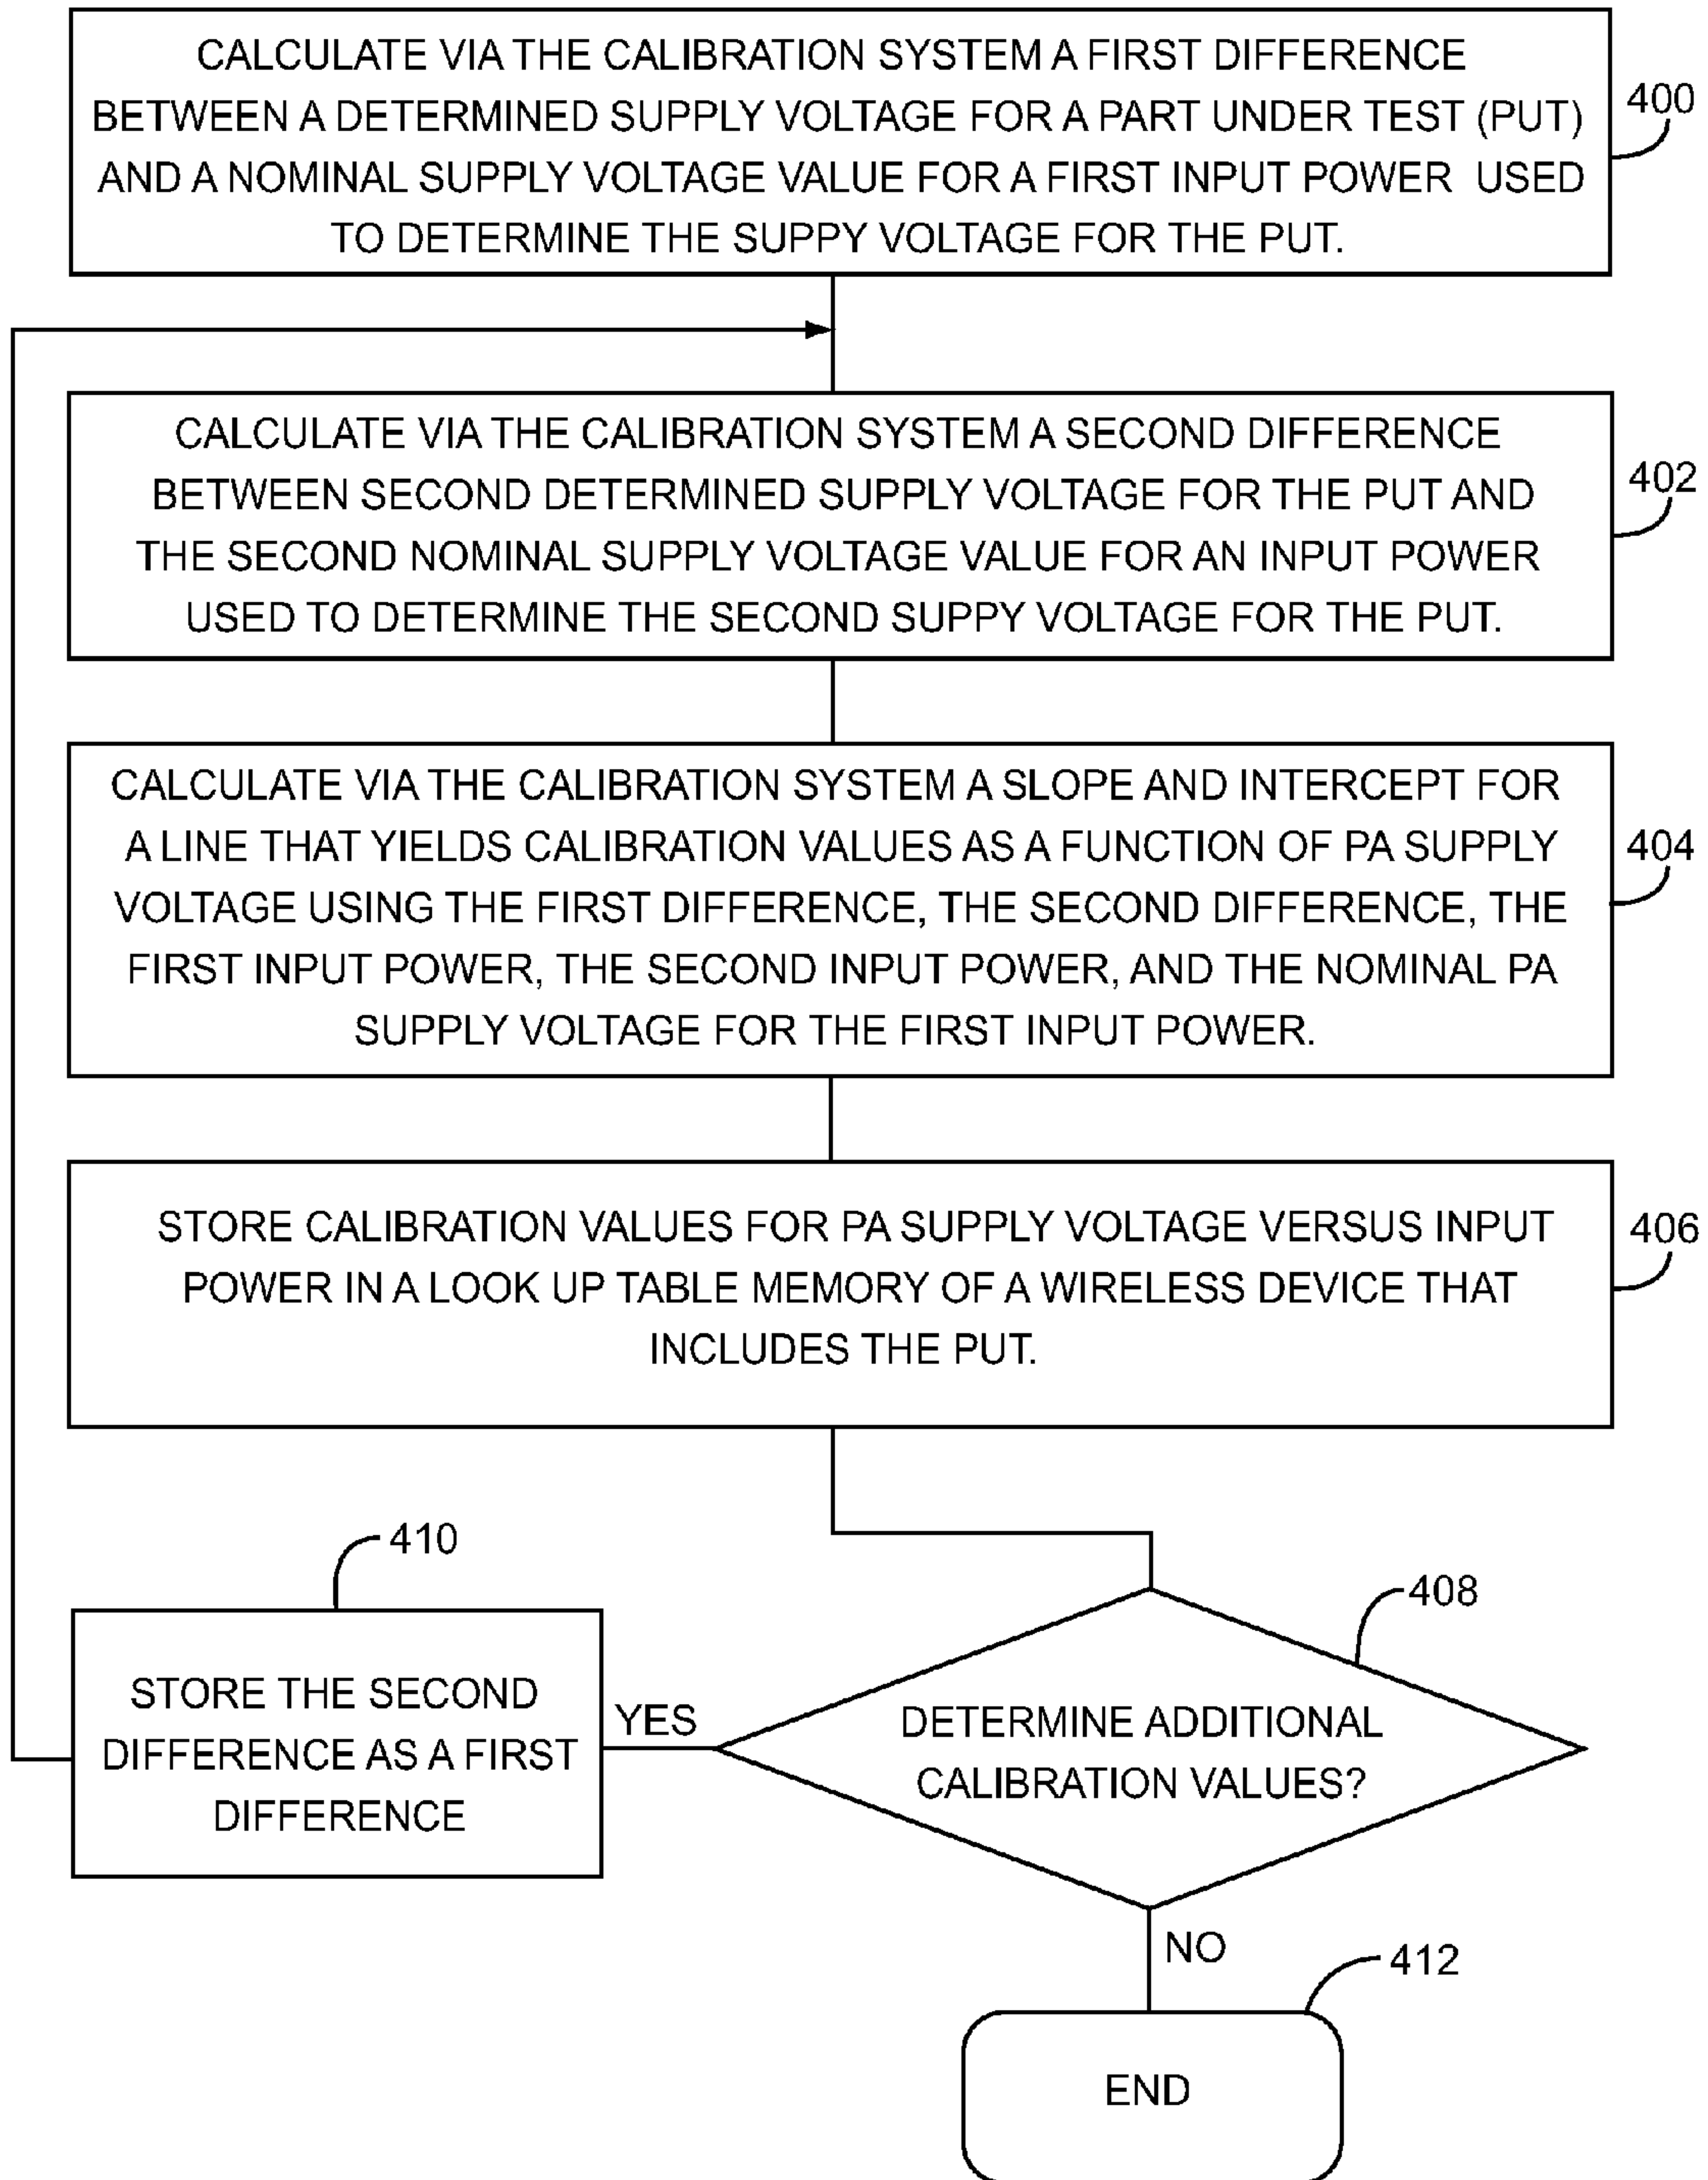 CALCULATE VIA THE CALIBRATION SYSTEM A FIRST DIFFERENCE
BETWEEN A DETERMINED SUPPLY VOLTAGE FOR A PART UNDER TEST (PUT)
AND A NOMINAL SUPPLY VOLTAGE VALUE FOR A FIRST INPUT POWER USED
TO DETERMINE THE SUPPY VOLTAGE FOR THE PUT.
400
CALCULATE VIA THE CALIBRATION SYSTEM A SECOND DIFFERENCE
BETWEEN SECOND DETERMINED SUPPLY VOLTAGE FOR THE PUT AND
THE SECOND NOMINAL SUPPLY VOLTAGE VALUE FOR AN INPUT POWER
USED TO DETERMINE THE SECOND SUPPY VOLTAGE FOR THE PUT.
402
CALCULATE VIA THE CALIBRATION SYSTEM A SLOPE AND INTERCEPT FOR
A LINE THAT YIELDS CALIBRATION VALUES AS A FUNCTION OF PA SUPPLY
VOLTAGE USING THE FIRST DIFFERENCE, THE SECOND DIFFERENCE, THE
FIRST INPUT POWER, THE SECOND INPUT POWER, AND THE NOMINAL PA
SUPPLY VOLTAGE FOR THE FIRST INPUT POWER.
404
STORE CALIBRATION VALUES FOR PA SUPPLY VOLTAGE VERSUS INPUT
POWER IN A LOOK UP TABLE MEMORY OF A WIRELESS DEVICE THAT
INCLUDES THE PUT.
406
410
408
STORE THE SECOND
DIFFERENCE AS A FIRST
DIFFERENCE
YES
DETERMINE ADDITIONAL
CALIBRATION VALUES?
NO
412
END